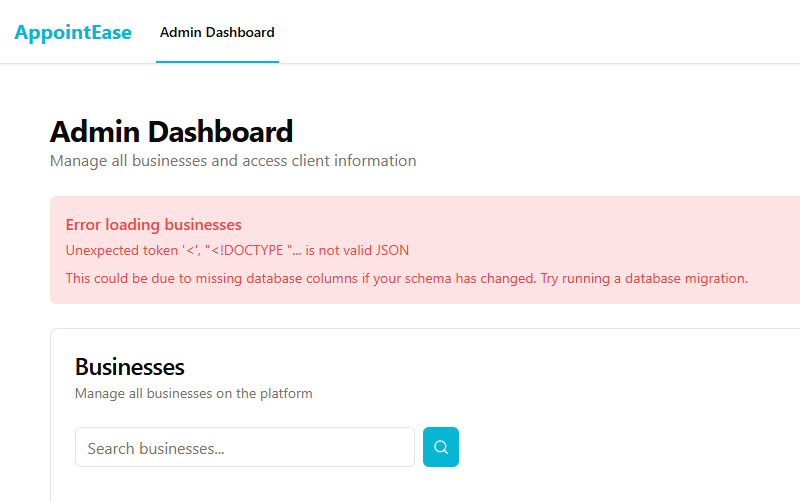 AppointEase
Admin Dashboard
Admin Dashboard
Manage all businesses and access client information
Error loading businesses
Unexpected token '<', "<!DOCTYPE "... is not valid JSON
This could be due to missing database columns if your schema has changed. Try running a database migration.
Businesses
Manage all businesses on the platform
Search businesses...